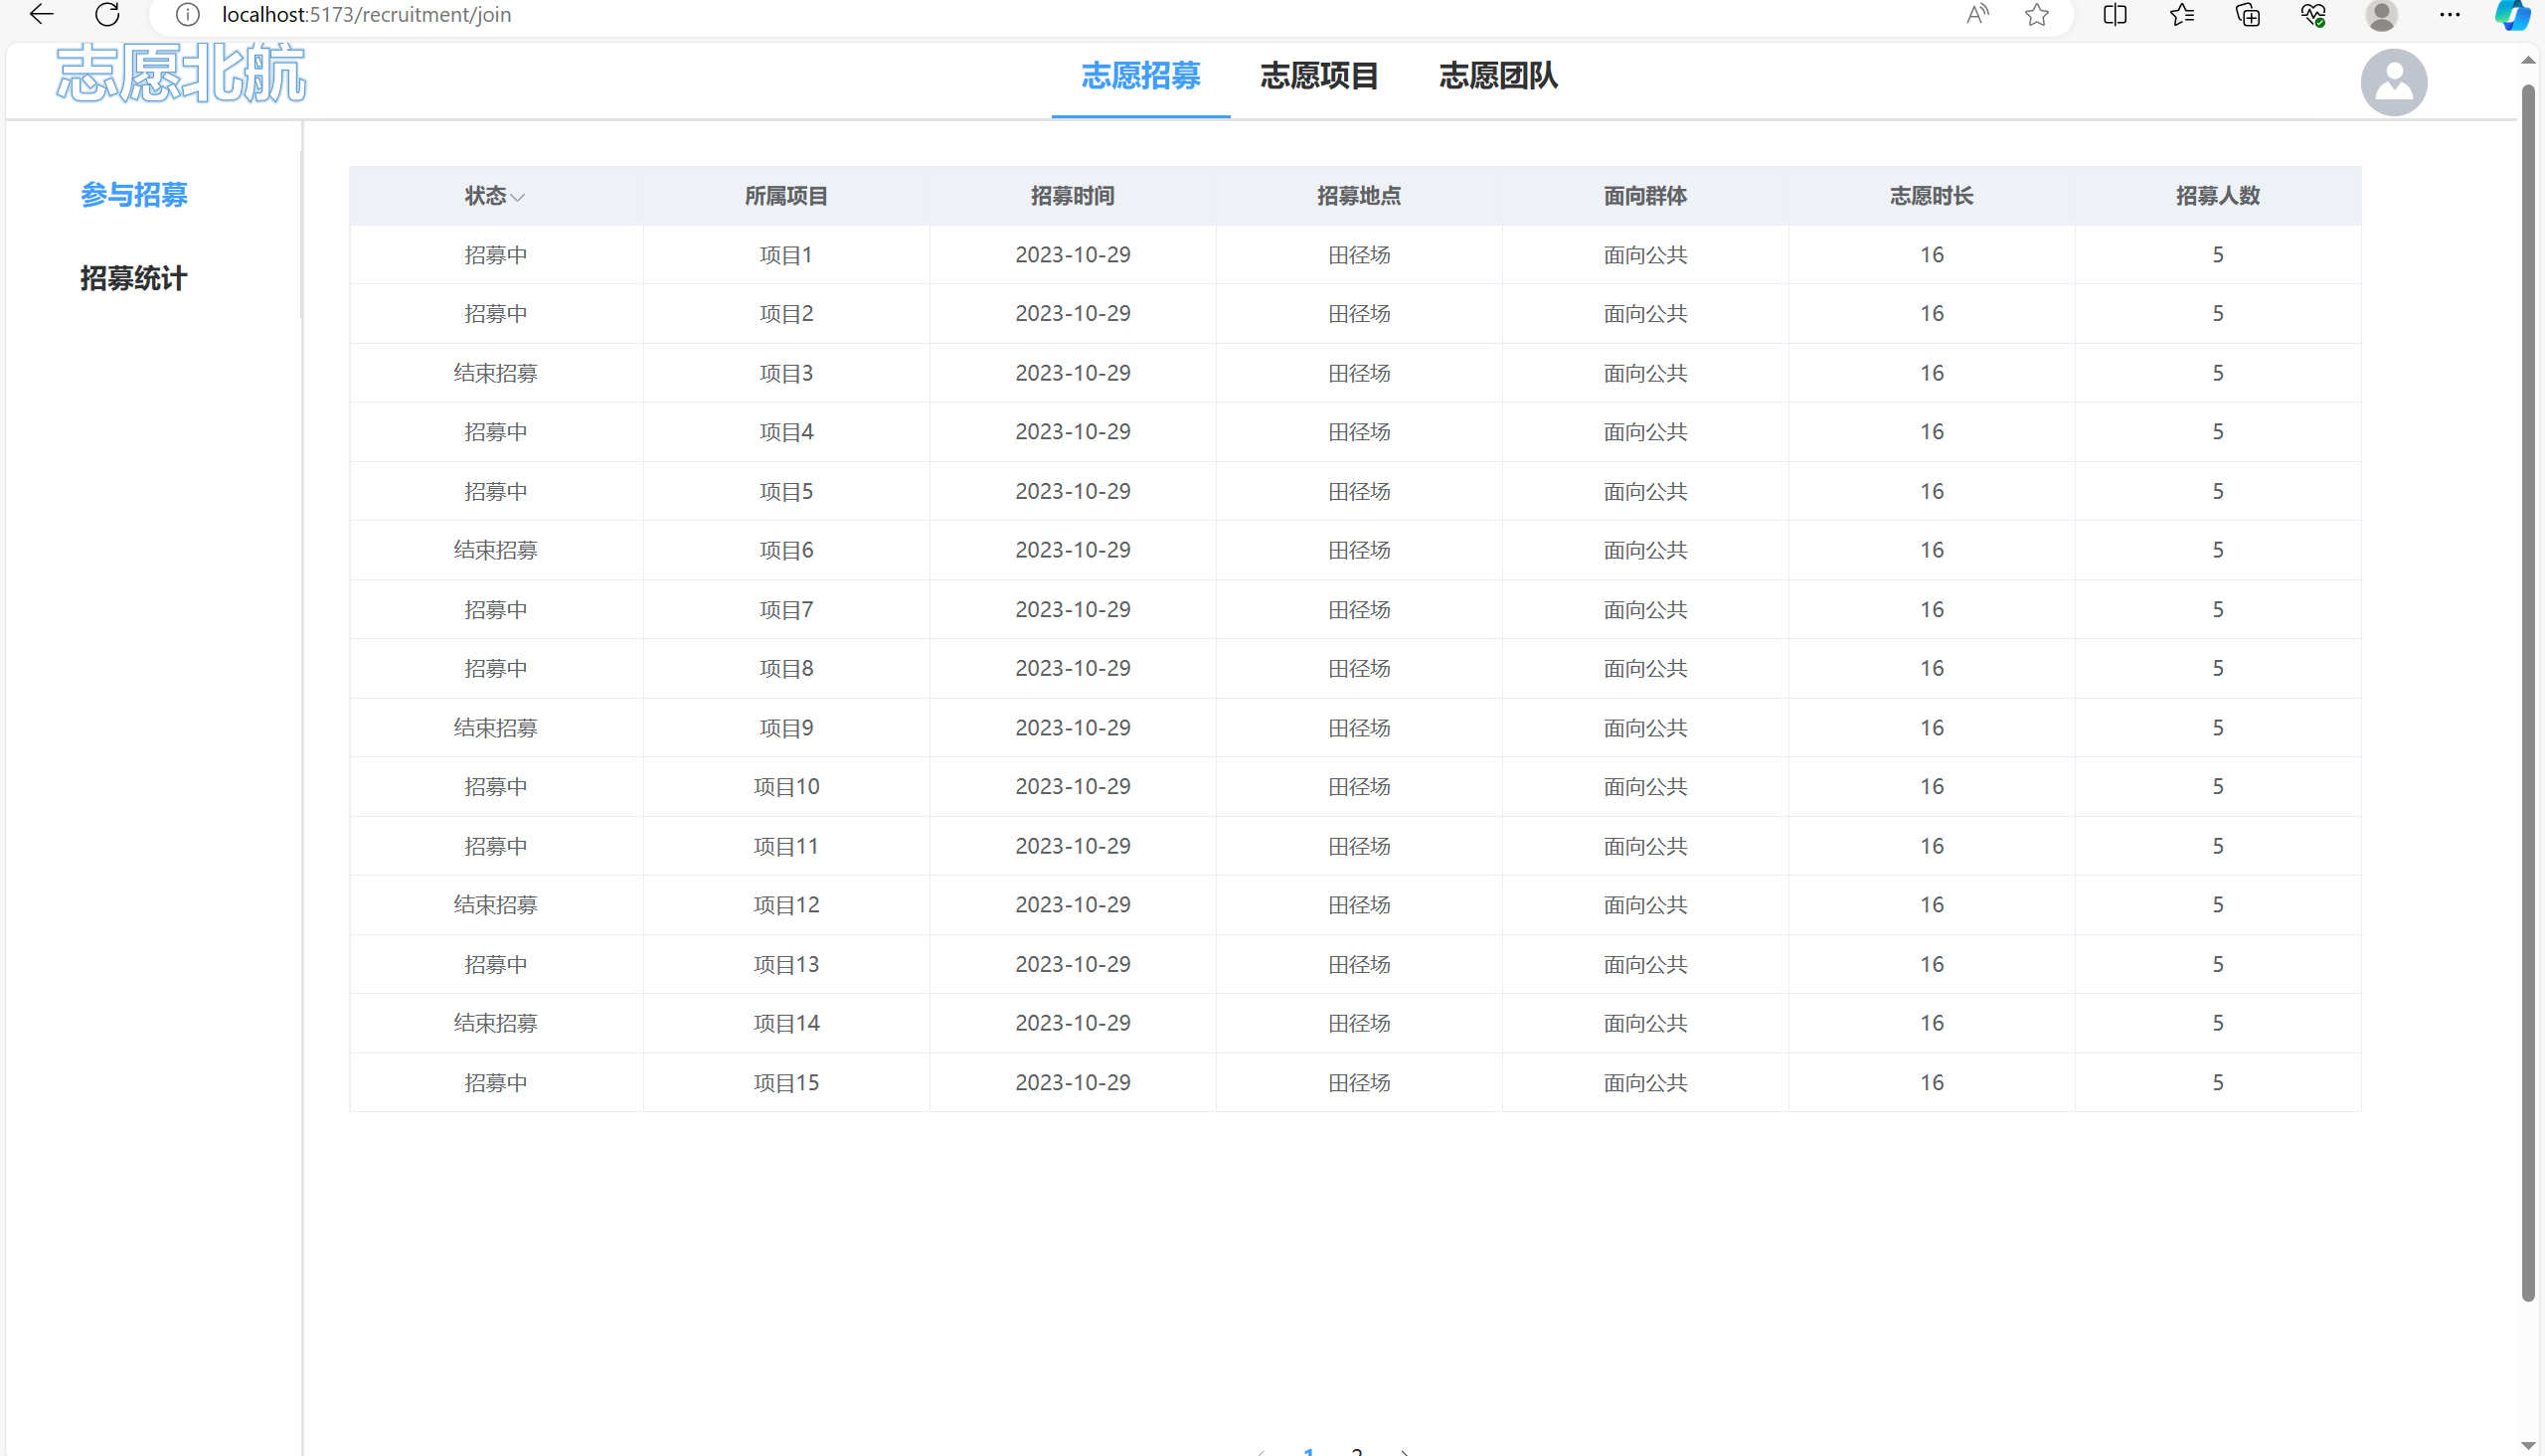 localhost:5173/recruitment/join
志愿北航
志愿招募 志愿项目 志愿团队
参与招募
招募统计
状态 所属项目 招募时间 招募地点 面向群体 志愿时长 招募人数
招募中 项目1 2023-10-29 田径场 面向公共 16 5
招募中 项目2 2023-10-29 田径场 面向公共 16 5
结束招募 项目3 2023-10-29 田径场 面向公共 16 5
招募中 项目4 2023-10-29 田径场 面向公共 16 5
招募中 项目5 2023-10-29 田径场 面向公共 16 5
结束招募 项目6 2023-10-29 田径场 面向公共 16 5
招募中 项目7 2023-10-29 田径场 面向公共 16 5
招募中 项目8 2023-10-29 田径场 面向公共 16 5
结束招募 项目9 2023-10-29 田径场 面向公共 16 5
招募中 项目10 2023-10-29 田径场 面向公共 16 5
招募中 项目11 2023-10-29 田径场 面向公共 16 5
结束招募 项目12 2023-10-29 田径场 面向公共 16 5
招募中 项目13 2023-10-29 田径场 面向公共 16 5
结束招募 项目14 2023-10-29 田径场 面向公共 16 5
招募中 项目15 2023-10-29 田径场 面向公共 16 5
1 2